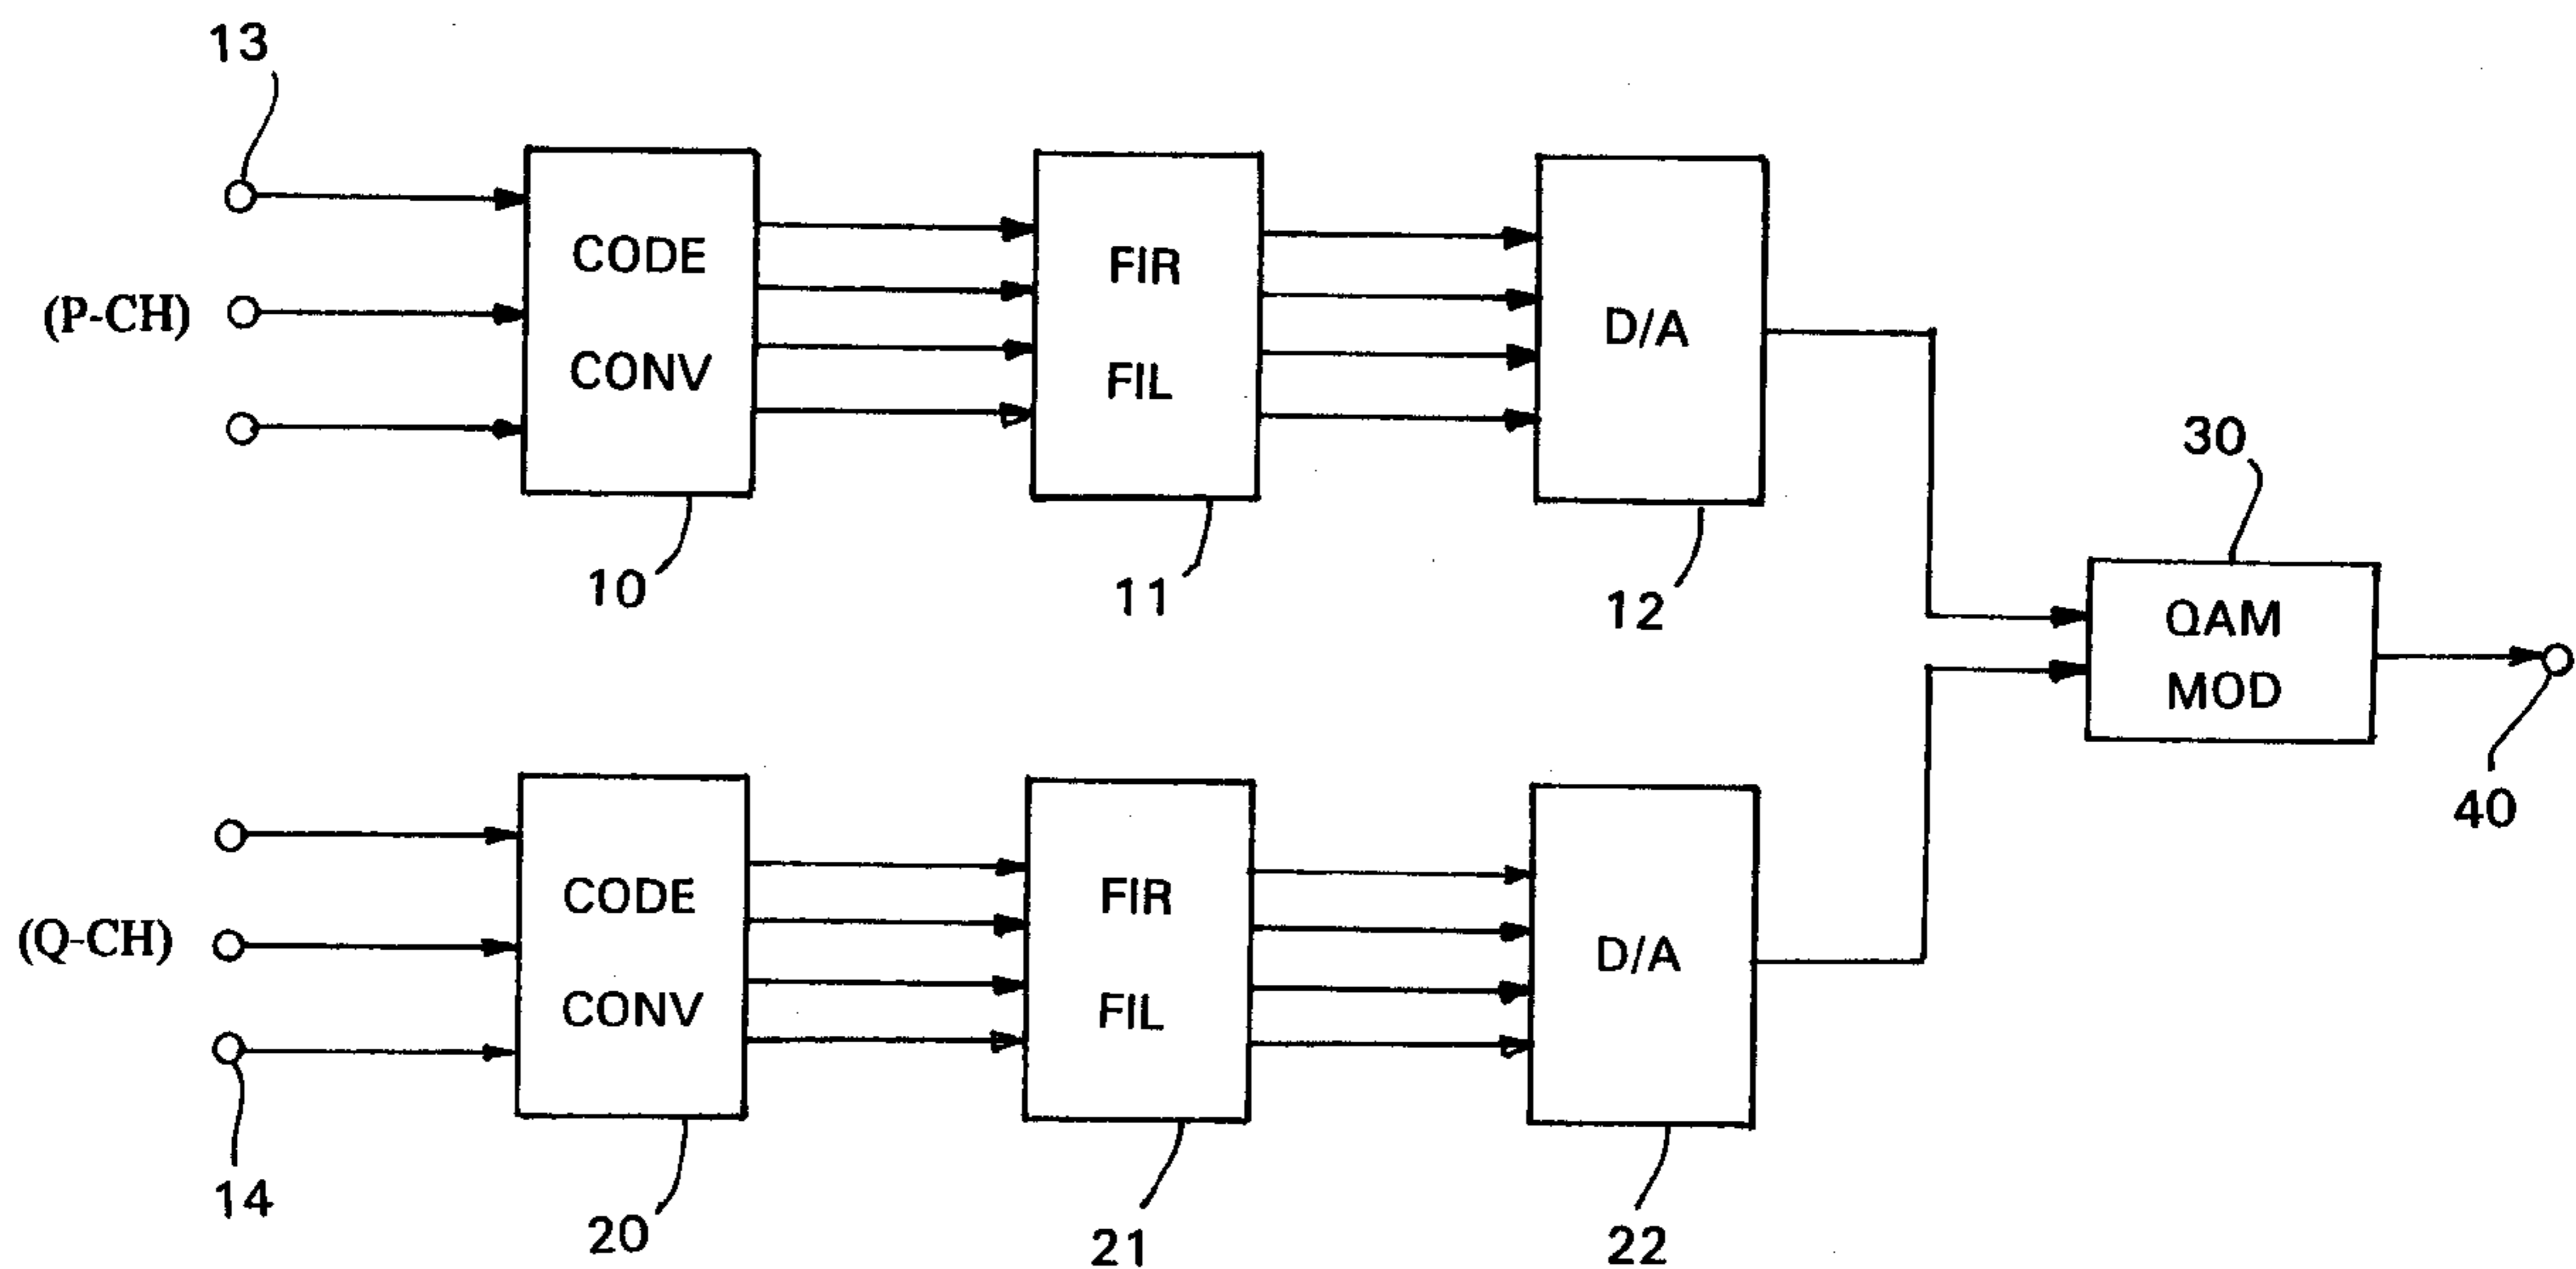 13
(P-CH)
CODE
CONV
FIR
FIL
D/A
10
11
12
30
QAM
MOD
40
(Q-CH)
CODE
CONV
FIR
FIL
D/A
14
20
21
22